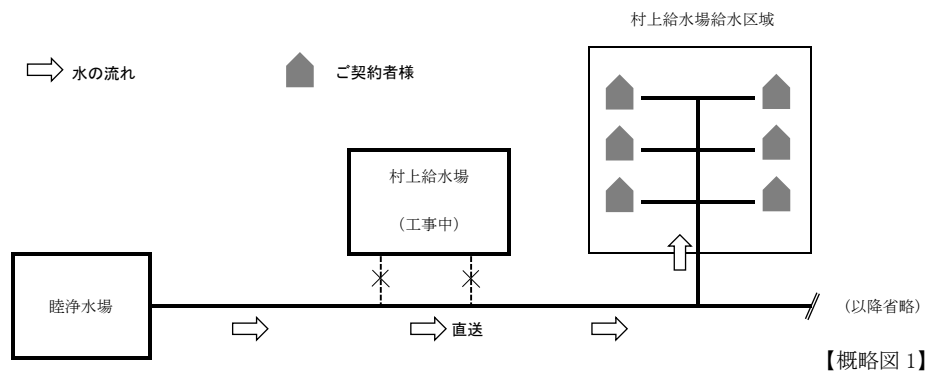 村上給水場給水区域
水の流れ
ご契約者様
村上給水場
（工事中）
睦浄水場
（以降省略）
直送
【概略図 1】